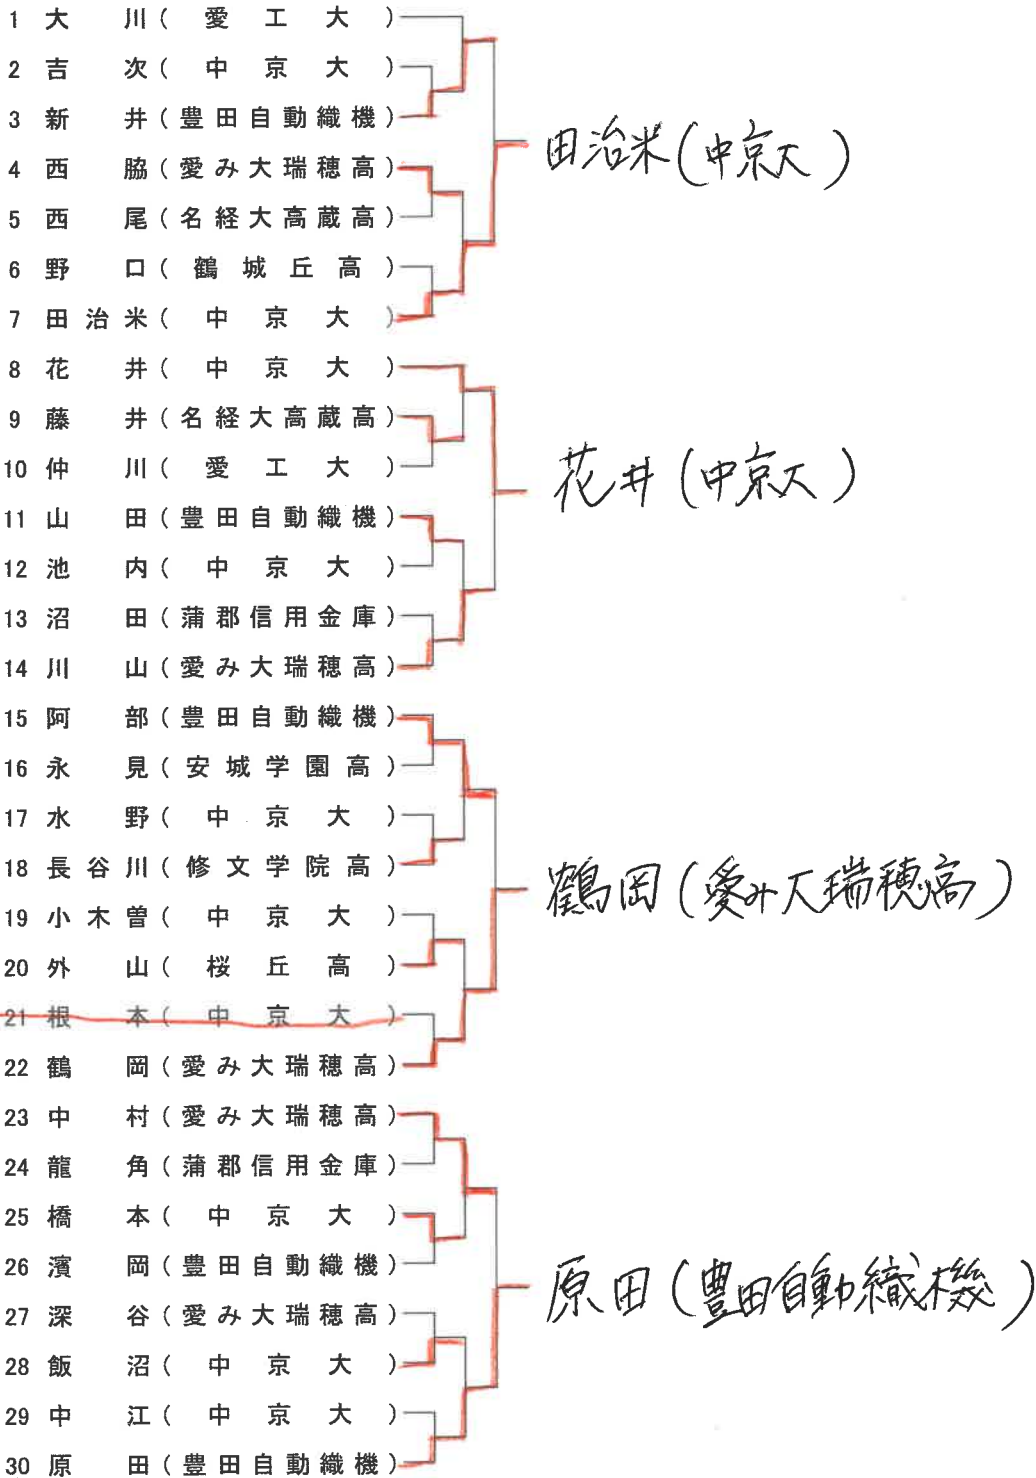 1 大川(愛工大)
2 吉次(中京大)
3 新井(豊田自動織機)
田治米(中京大)
4 西脇(愛み大瑞穂高)
5 西尾(名経大高蔵高)
6 野口(鶴城丘高)
7 田治米(中京大)
8 花井(中京大)
9 藤井(名経大高蔵高)
10 仲川(愛工大)
花井(中京大)
11 山田(豊田自動織機)
12 池内(中京大)
13 沼田(蒲郡信用金庫)
14 川山(愛み大瑞穂高)
15 阿部(豊田自動織機)
16 永見(安城学園高)
17 水野(中京大)
18 長谷川(修文学院高)
鶴岡(愛み大瑞穂高)
19 小木曽(中京大)
20 外山(桜丘高)
21 根本(中京大)
22 鶴岡(愛み大瑞穂高)
23 中村(愛み大瑞穂高)
24 龍角(蒲郡信用金庫)
25 橋本(中京大)
26 濱岡(豊田自動織機)
原田(豊田自動織機)
27 深谷(愛み大瑞穂高)
28 飯沼(中京大)
29 中江(中京大)
30 原田(豊田自動織機)